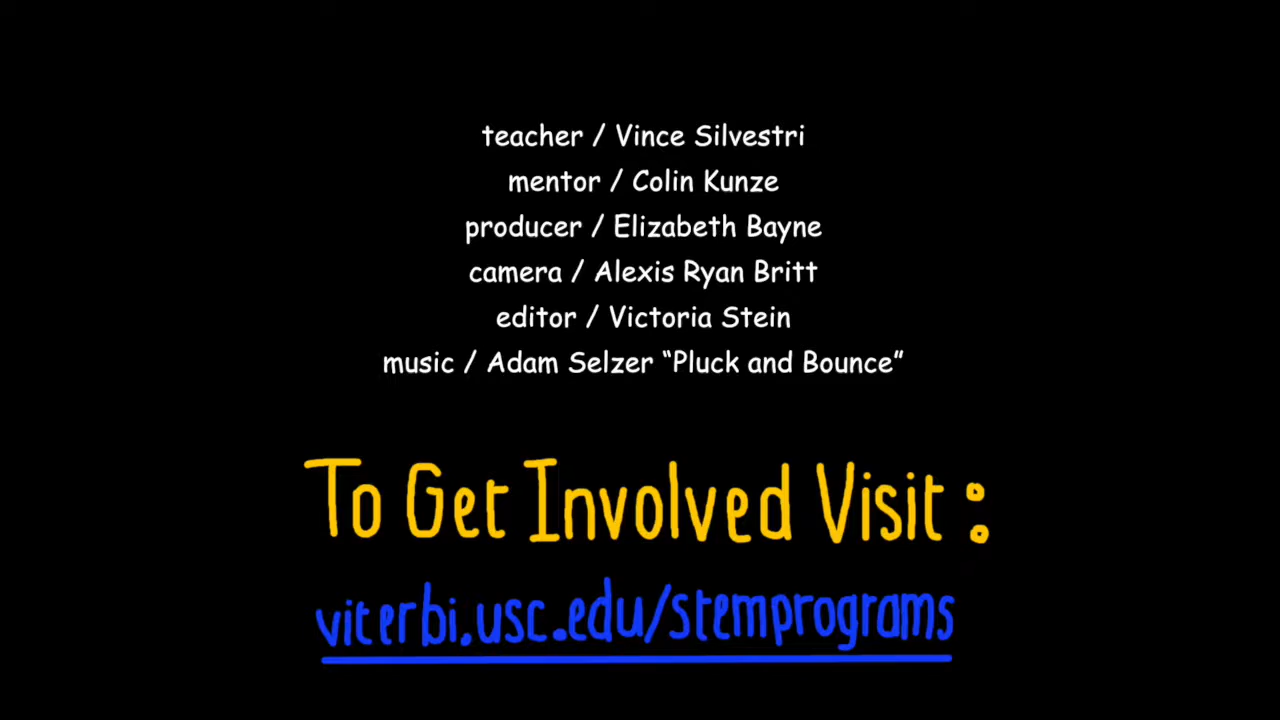 teacher / Vince Silvestri
mentor / Colin Kunze
producer / Elizabeth Bayne
camera / Alexis Ryan Britt
editor / Victoria Stein
music / Adam Selzer “Pluck and Bounce”
To Get Involved Visit :
viterbi.usc.edu/stemprograms